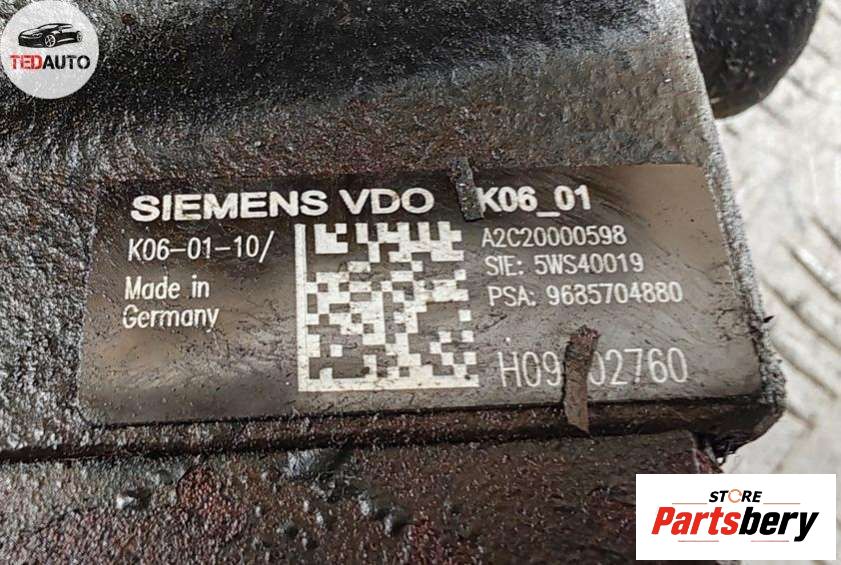 TEDAUTO
SIEMENS VDO K06_01
K06-01-10/
A2C20000598
SIE: 5WS40019
Made in
Germany
PSA: 9685704880
STORE
Partsbery